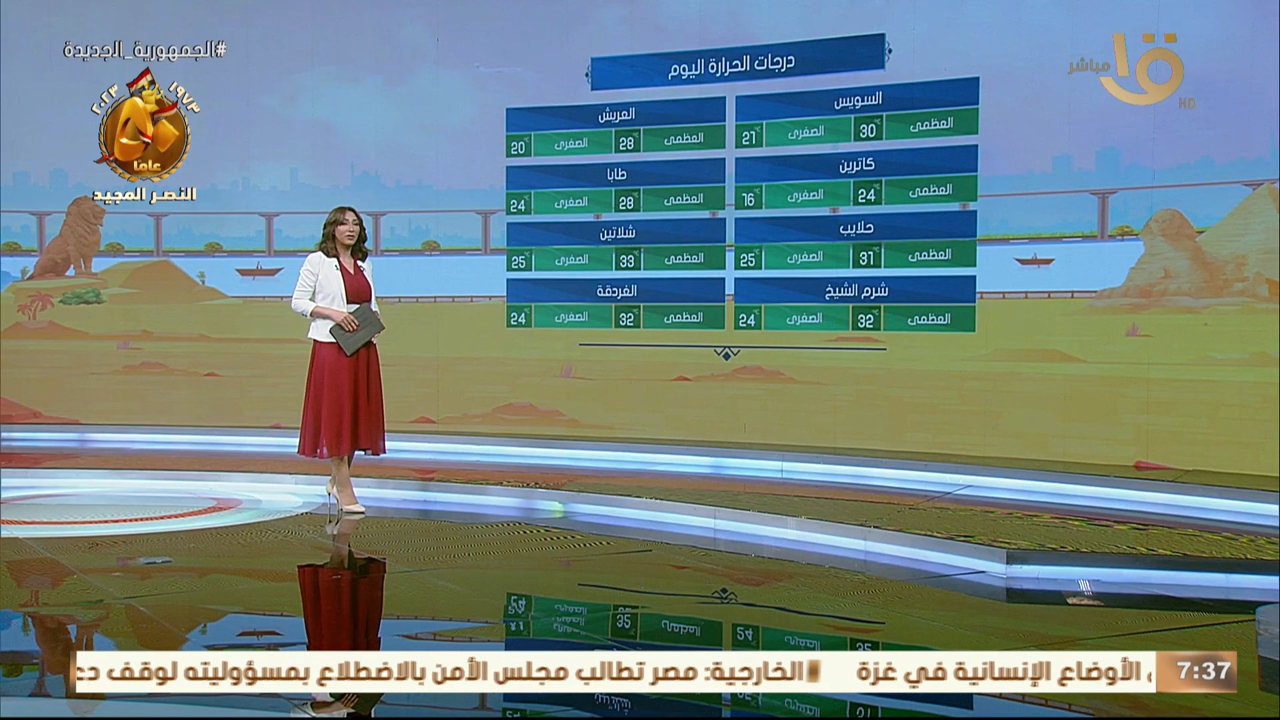 #الجمهورية_الجديدة
١٩٧٣
٢٠٢٣
عاما
النصر المجيد
مباشر
HD
درجات الحرارة اليوم
السويس
العظمى 30 الصغرى 21
العريش
العظمى 28 الصغرى 20
كاترين
العظمى 24 الصغرى 16
طابا
العظمى 28 الصغرى 24
حلايب
العظمى 31 الصغرى 25
شلاتين
العظمى 33 الصغرى 25
شرم الشيخ
العظمى 32 الصغرى 24
الغردقة
العظمى 32 الصغرى 24
7:37
الأوضاع الإنسانية في غزة
الخارجية: مصر تطالب مجلس الأمن بالاضطلاع بمسؤوليته لوقف